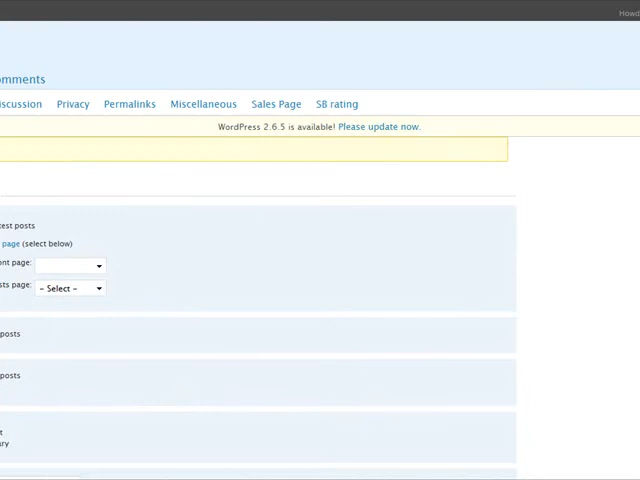 Howd
omments
iscussion Privacy Permalinks Miscellaneous Sales Page SB rating
WordPress 2.6.5 is available! Please update now.
test posts
page (select below)
ont page:
sts page: - Select -
posts
posts
t
ary